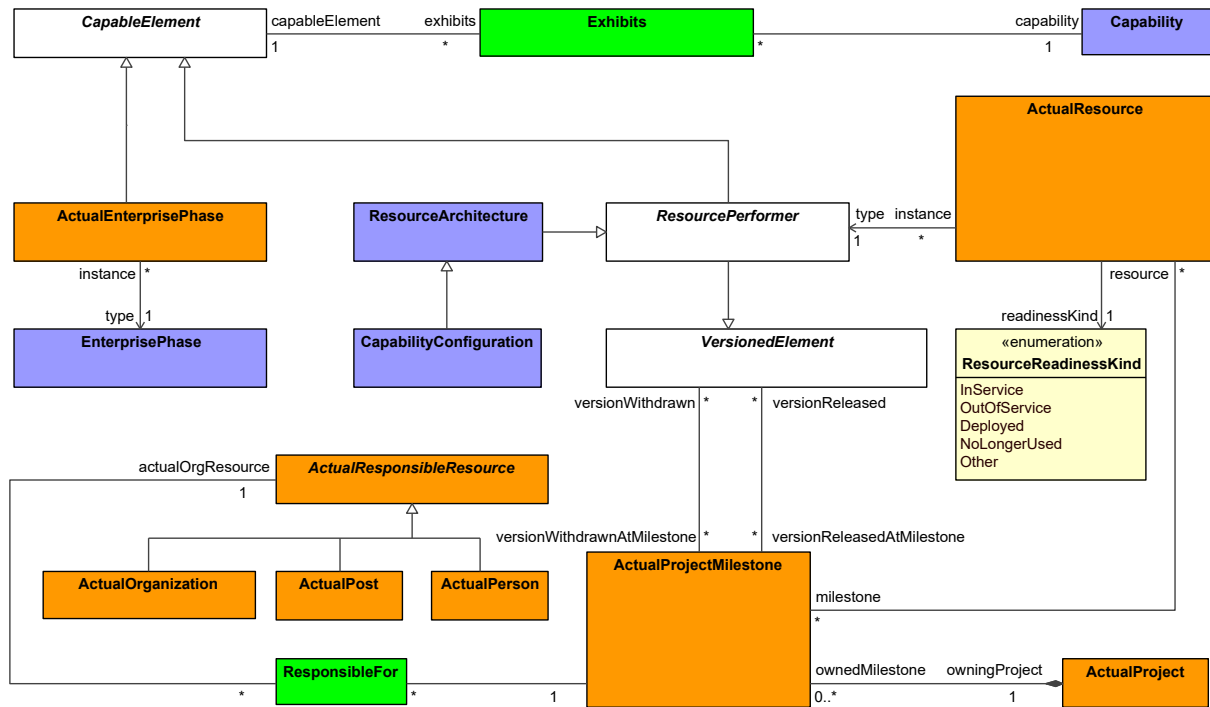 CapableElement
capableElement
1
exhibits
*
Exhibits
*
capability
1
Capability
ActualResource
ActualEnterprisePhase
ResourceArchitecture
ResourcePerformer
type
instance
1
*
instance
*
type
1
resource
*
readinessKind
1
EnterprisePhase
CapabilityConfiguration
VersionedElement
«enumeration»
ResourceReadinessKind
InService
OutOfService
Deployed
NoLongerUsed
Other
versionWithdrawn
*
*
versionReleased
actualOrgResource
1
ActualResponsibleResource
versionWithdrawnAtMilestone
*
*
versionReleasedAtMilestone
ActualOrganization
ActualPost
ActualPerson
ActualProjectMilestone
milestone
*
ResponsibleFor
*
*
1
ownedMilestone
0..*
owningProject
1
ActualProject